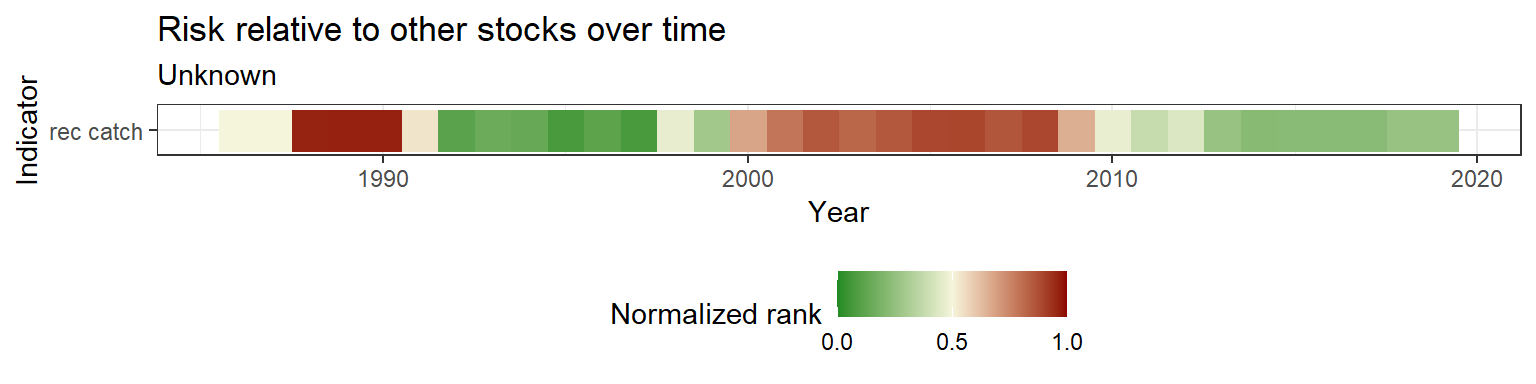 Risk relative to other stocks over time
Unknown
Indicator
rec catch
1990 2000 2010 2020
Year
Normalized rank
0.0 0.5 1.0